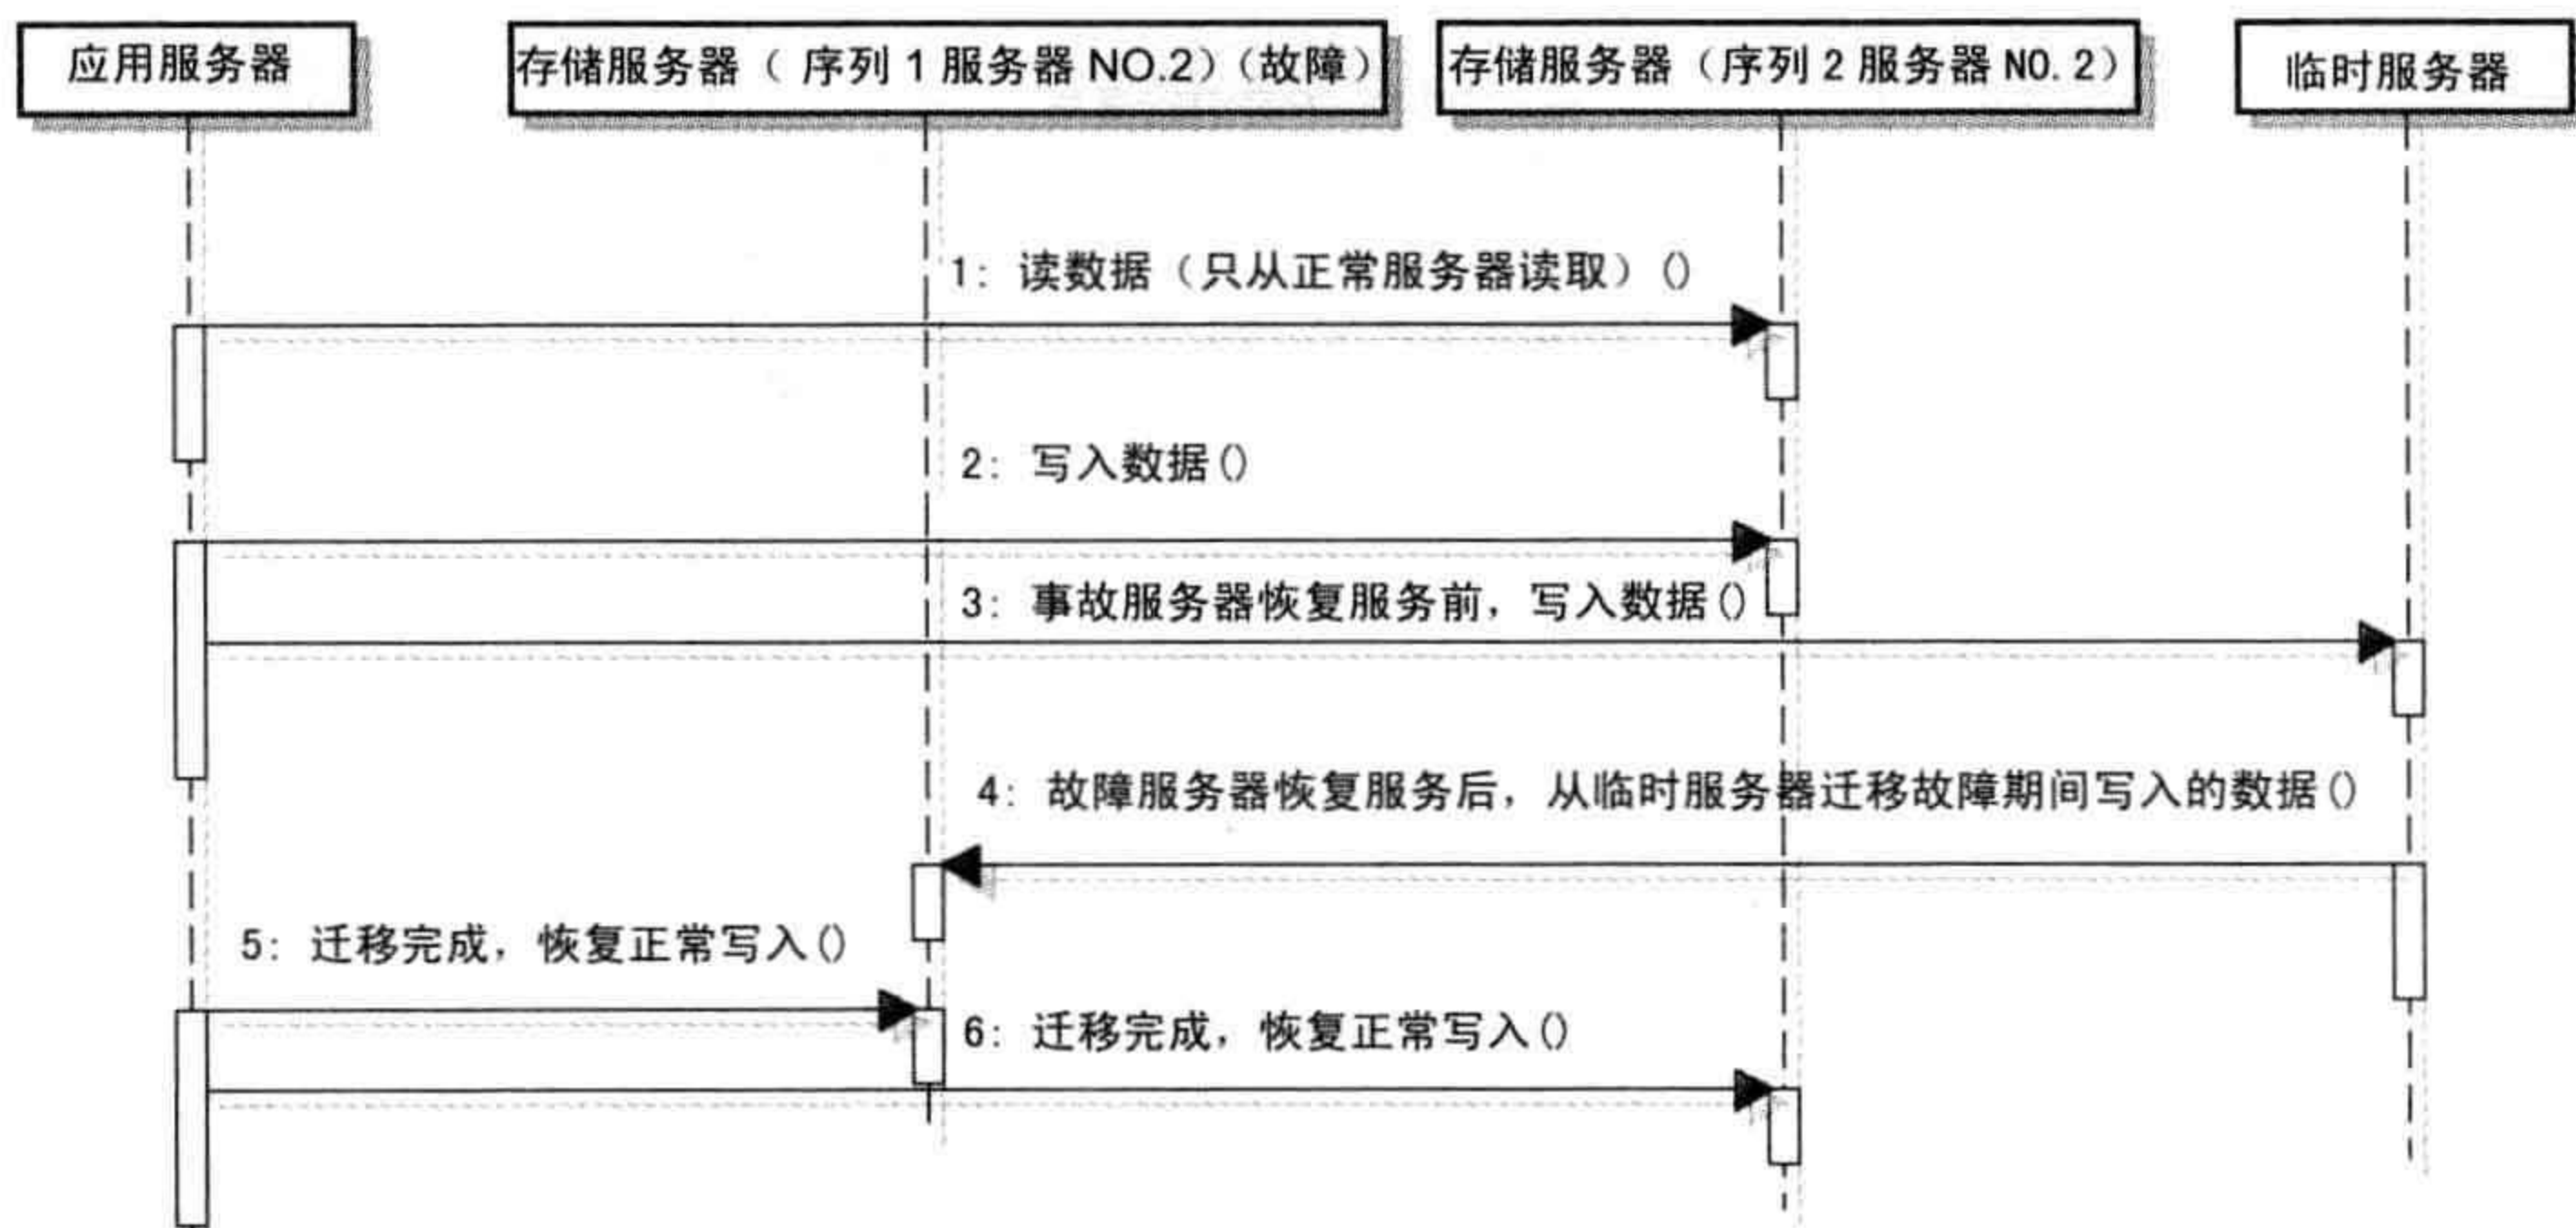 应用服务器
存储服务器（ 序列 1 服务器 NO.2）（故障）
存储服务器（序列 2 服务器 NO. 2）
临时服务器
1: 读数据（只从正常服务器读取）()
2: 写入数据()
3: 事故服务器恢复服务前，写入数据()
4: 故障服务器恢复服务后，从临时服务器迁移故障期间写入的数据()
5: 迁移完成，恢复正常写入()
6: 迁移完成，恢复正常写入()